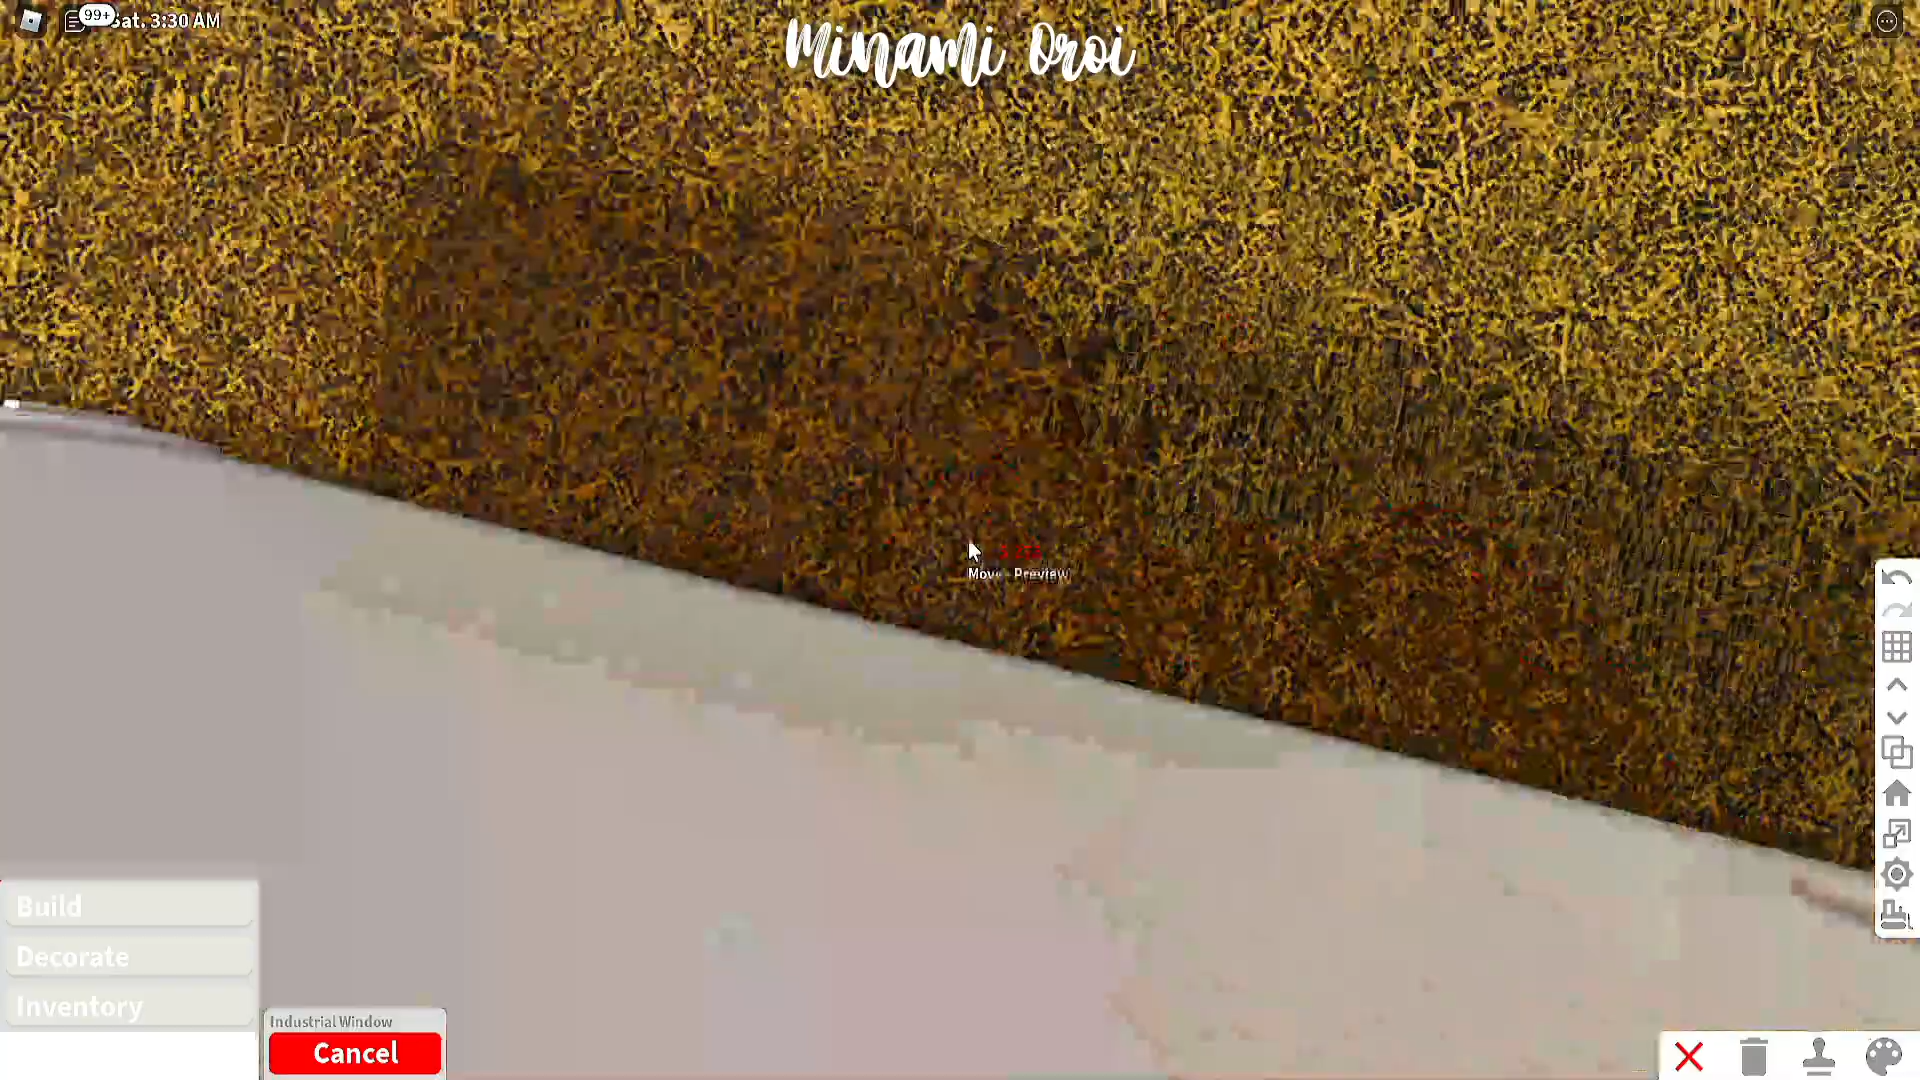 99+
Sat. 3:30 AM
Minami Oroi
Move - Preview
Build
Decorate
Inventory
Industrial Window
Cancel